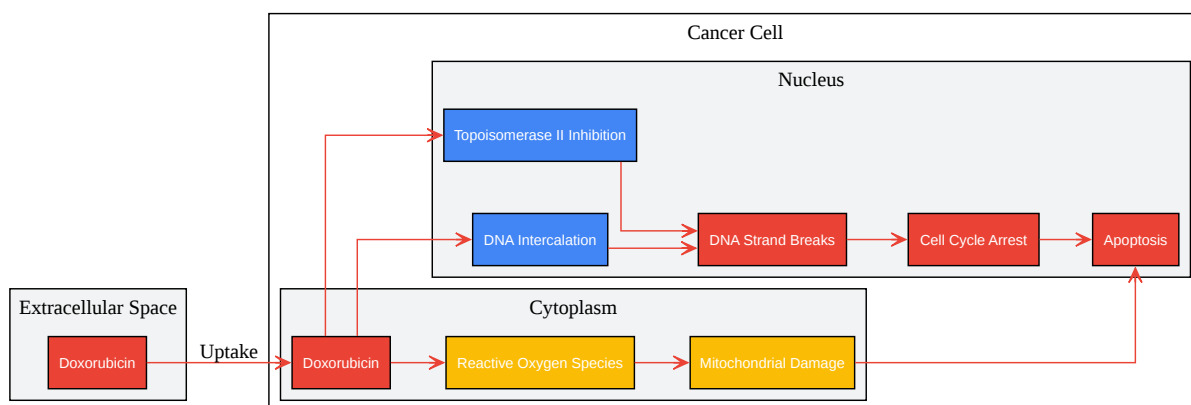 Cancer Cell
Nucleus
Topoisomerase II Inhibition
DNA Intercalation
DNA Strand Breaks
Cell Cycle Arrest
Apoptosis
Extracellular Space
Doxorubicin
Uptake
Cytoplasm
Doxorubicin
Reactive Oxygen Species
Mitochondrial Damage